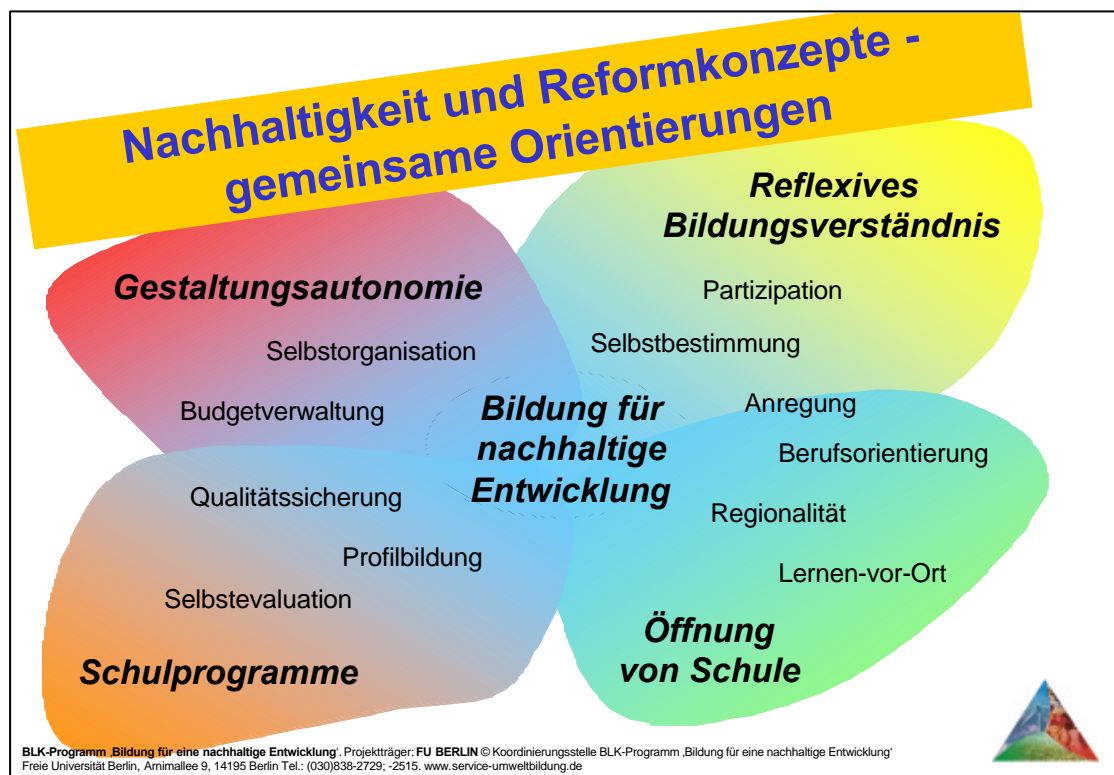 Nachhaltigkeit und Reformkonzepte -
gemeinsame Orientierungen
Reflexives
Bildungsverständnis
Partizipation
Selbstbestimmung
Anregung
Gestaltungsautonomie
Selbstorganisation
Budgetverwaltung
Bildung für
nachhaltige
Entwicklung
Berufsorientierung
Regionalität
Lernen-vor-Ort
Öffnung
von Schule
Qualitätssicherung
Profilbildung
Selbstevaluation
Schulprogramme
BLK-Programm ‚Bildung für eine nachhaltige Entwicklung‘. Projektträger: FU BERLIN © Koordinierungsstelle BLK-Programm ‚Bildung für eine nachhaltige Entwicklung‘
Freie Universität Berlin, Arnimallee 9, 14195 Berlin Tel.: (030)838-2729; -2515. www.service-umweltbildung.de